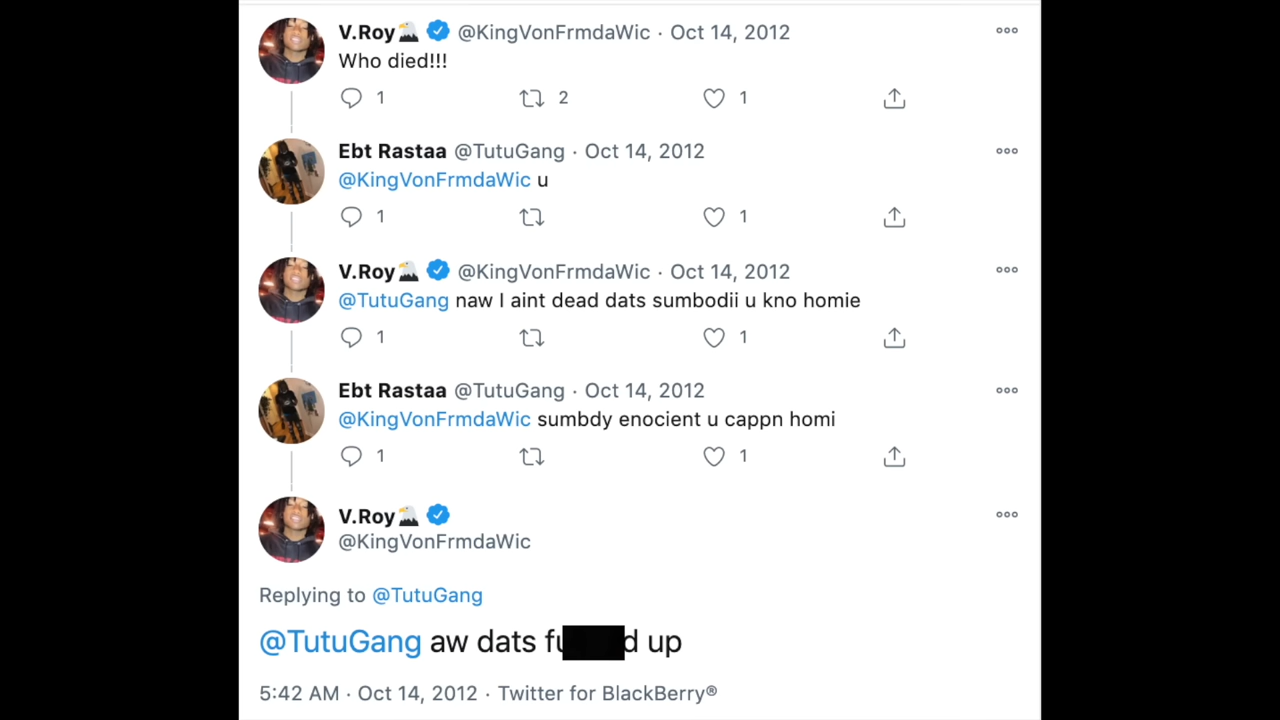 V.Roy🦅 @KingVonFrmdaWic · Oct 14, 2012
Who died!!!
1 2 1
Ebt Rastaa @TutuGang · Oct 14, 2012
@KingVonFrmdaWic u
1 1
V.Roy🦅 @KingVonFrmdaWic · Oct 14, 2012
@TutuGang naw I aint dead dats sumbodii u kno homie
1 1
Ebt Rastaa @TutuGang · Oct 14, 2012
@KingVonFrmdaWic sumbdy enocient u cappn homi
1 1
V.Roy🦅
@KingVonFrmdaWic
Replying to @TutuGang
@TutuGang aw dats fu d up
5:42 AM · Oct 14, 2012 · Twitter for BlackBerry®